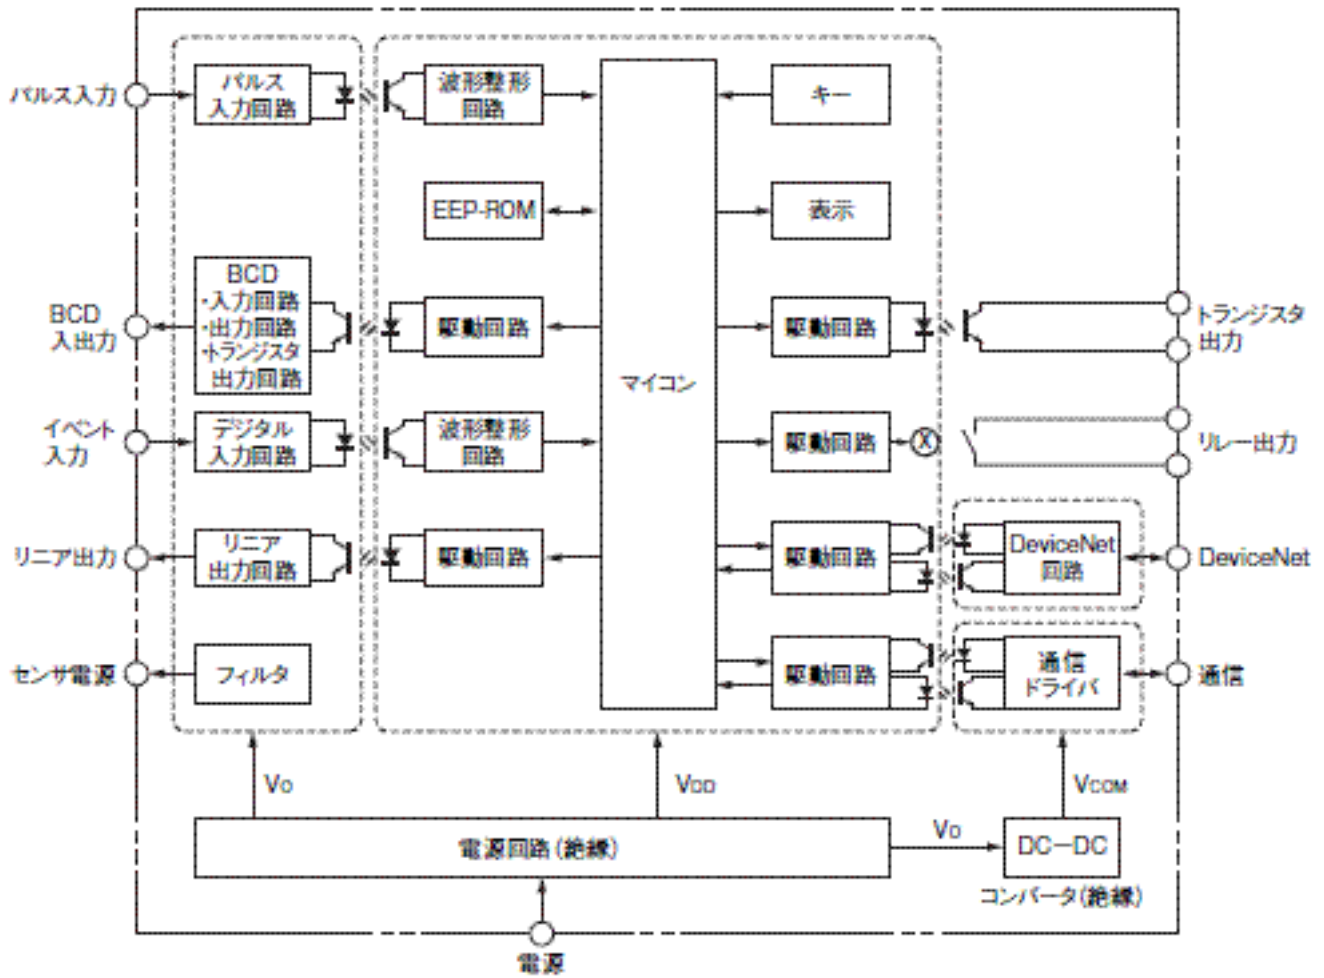 パルス入力
パルス
入力回路
波形整形
回路
キー
EEP-ROM
表示
BCD
入出力
BCD
・入力回路
・出力回路
・トランジスタ
出力回路
駆動回路
マイコン
駆動回路
トランジスタ
出力
イベント
入力
デジタル
入力回路
波形整形
回路
駆動回路
X
リレー出力
リニア出力
リニア
出力回路
駆動回路
駆動回路
DeviceNet
回路
DeviceNet
センサ電源
フィルタ
駆動回路
通信
ドライバ
通信
VO
VDD
VCOM
電源回路(絶縁)
VO
DC－DC
コンバータ(絶縁)
電源